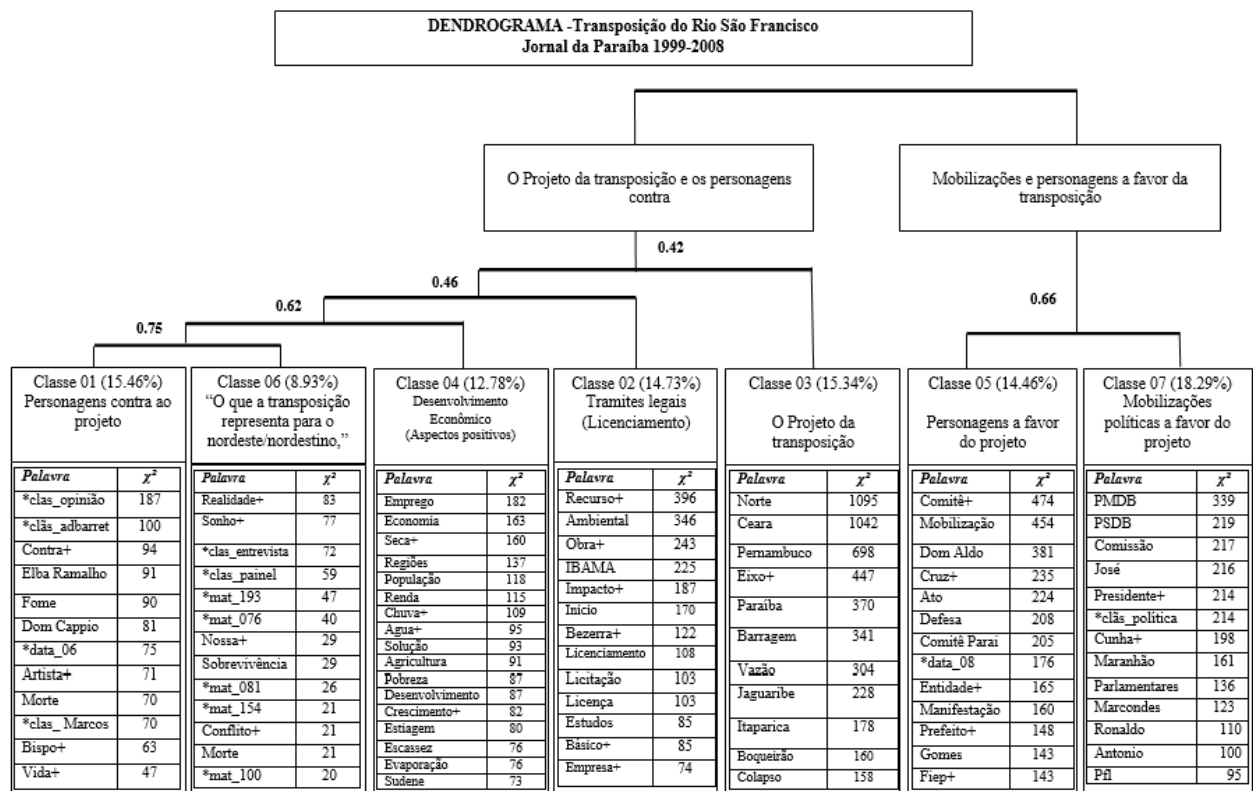 DENDROGRAMA -Transposição do Rio São Francisco
Jornal da Paraíba 1999-2008
O Projeto da transposição e os personagens
contra
Mobilizações e personagens a favor da
transposição
0.42
0.46
0.66
0.62
0.75
Classe 01 (15.46%)
Personagens contra ao
projeto
Palavra χ²
*clas_opinião 187
*clãs_adbarret 100
Contra+ 94
Elba Ramalho 91
Fome 90
Dom Cappio 81
*data_06 75
Artista+ 71
Morte 70
*clas_ Marcos 70
Bispo+ 63
Vida+ 47
Classe 06 (8.93%)
“O que a transposição
representa para o
nordeste/nordestino,”
Palavra χ²
Realidade+ 83
Sonho+ 77
*clas_entrevista 72
*clas_painel 59
*mat_193 47
*mat_076 40
Nossa+ 29
Sobrevivência 29
*mat_081 26
*mat_154 21
Conflito+ 21
Morte 21
*mat_100 20
Classe 04 (12.78%)
Desenvolvimento
Econômico
(Aspectos positivos)
Palavra χ²
Emprego 182
Economia 163
Seca+ 160
Regiões 137
População 118
Renda 115
Chuva+ 109
Agua+ 95
Solução 93
Agricultura 91
Pobreza 87
Desenvolvimento 87
Crescimento+ 82
Estiagem 80
Escassez 76
Evaporação 76
Sudene 73
Classe 02 (14.73%)
Tramites legais
(Licenciamento)
Palavra χ²
Recurso+ 396
Ambiental 346
Obra+ 243
IBAMA 225
Impacto+ 187
Inicio 170
Bezerra+ 122
Licenciamento 108
Licitação 103
Licença 103
Estudos 85
Básico+ 85
Empresa+ 74
Classe 03 (15.34%)
O Projeto da
transposição
Palavra χ²
Norte 1095
Ceara 1042
Pernambuco 698
Eixo+ 447
Paraíba 370
Barragem 341
Vazão 304
Jaguaribe 228
Itaparica 178
Boqueirão 160
Colapso 158
Classe 05 (14.46%)
Personagens a favor
do projeto
Palavra χ²
Comitê+ 474
Mobilização 454
Dom Aldo 381
Cruz+ 235
Ato 224
Defesa 208
Comitê Parai 205
*data_08 176
Entidade+ 165
Manifestação 160
Prefeito+ 148
Gomes 143
Fiep+ 143
Classe 07 (18.29%)
Mobilizações
políticas a favor do
projeto
Palavra χ²
PMDB 339
PSDB 219
Comissão 217
José 216
Presidente+ 214
*clãs_política 214
Cunha+ 198
Maranhão 161
Parlamentares 136
Marcondes 123
Ronaldo 110
Antonio 100
Pfl 95